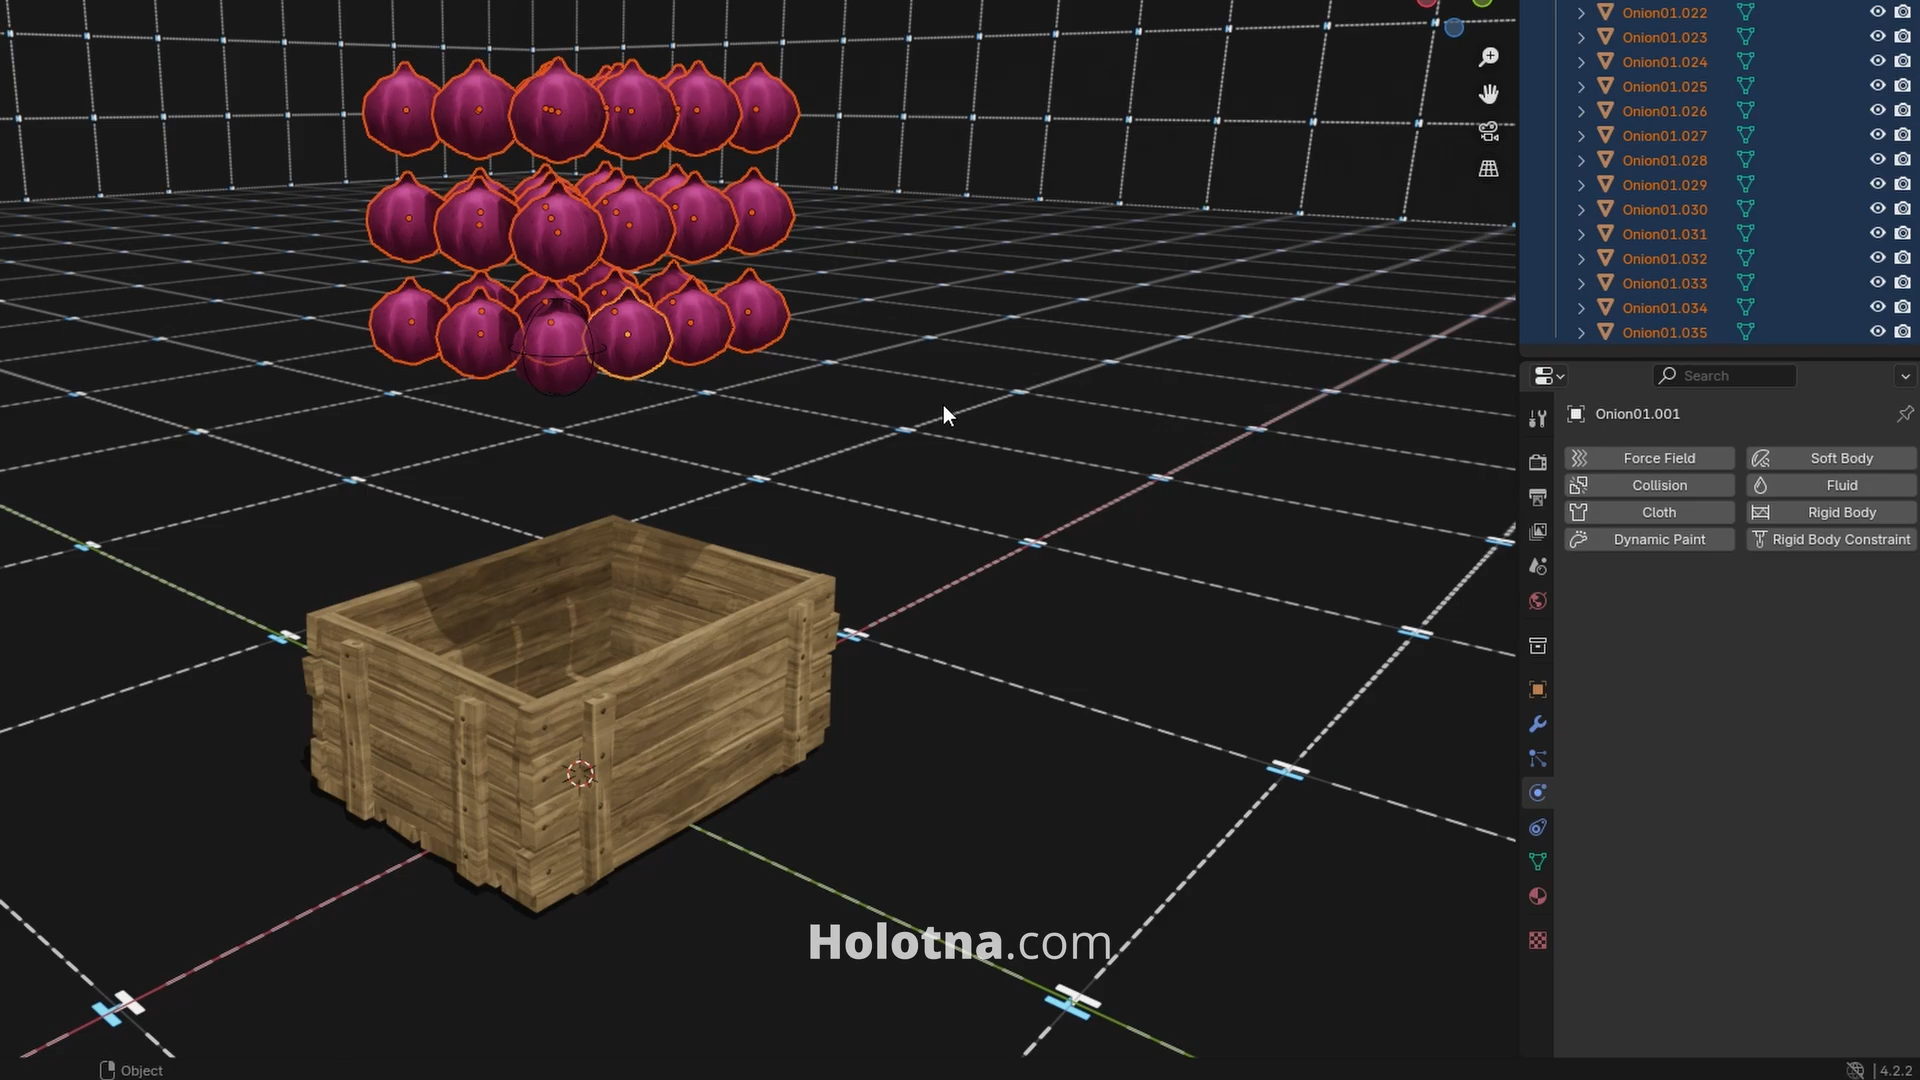 Onion01.022
Onion01.023
Onion01.024
Onion01.025
Onion01.026
Onion01.027
Onion01.028
Onion01.029
Onion01.030
Onion01.031
Onion01.032
Onion01.033
Onion01.034
Onion01.035
Search
Onion01.001
Force Field
Soft Body
Collision
Fluid
Cloth
Rigid Body
Dynamic Paint
Rigid Body Constraint
Holotna.com
Object
4.2.2